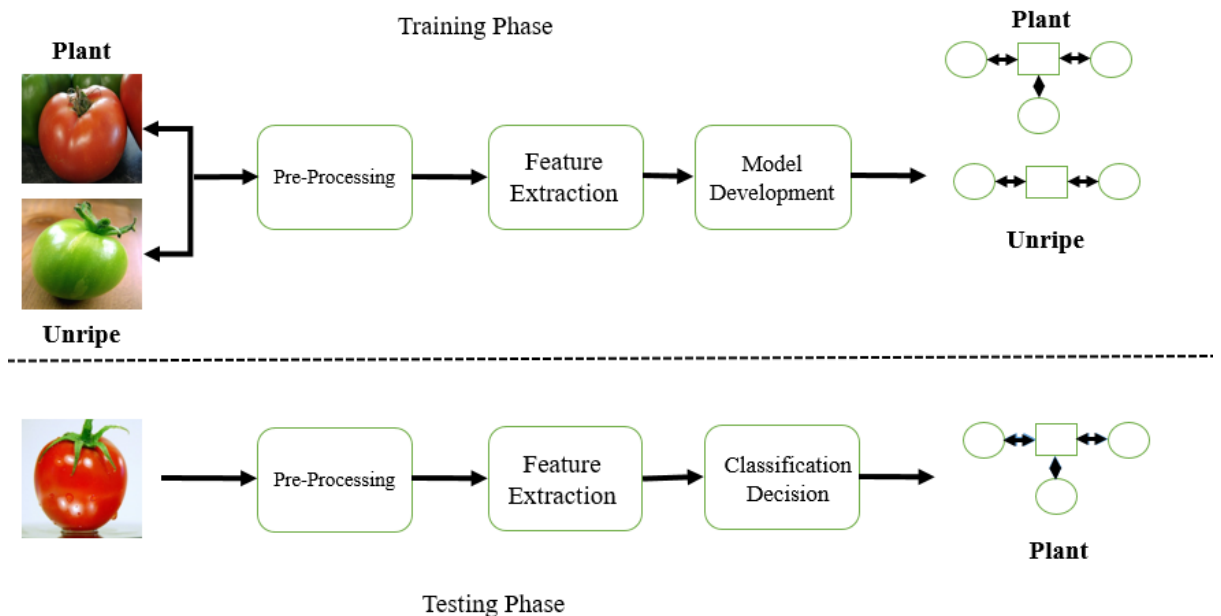 Training Phase
Plant
Plant
Pre-Processing
Feature
Extraction
Model
Development
Unripe
Unripe
Pre-Processing
Feature
Extraction
Classification
Decision
Plant
Testing Phase